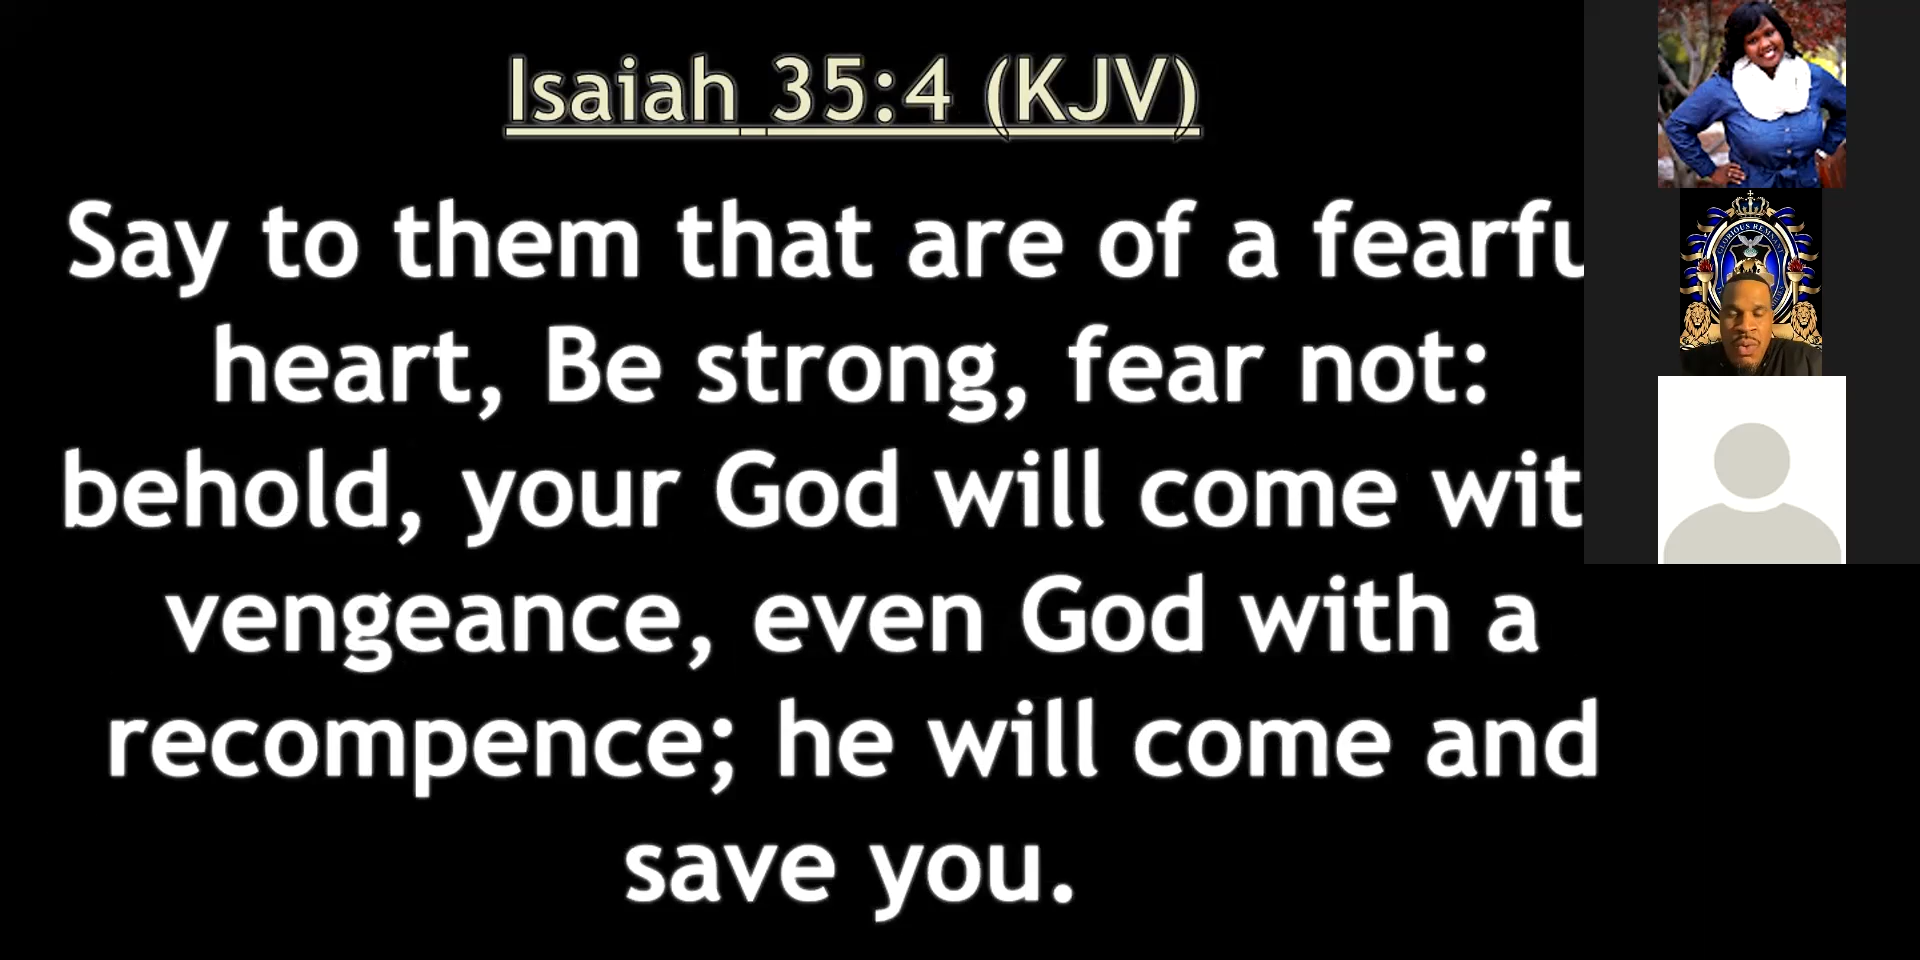 Isaiah 35:4 (KJV)
Say to them that are of a fearfu
heart, Be strong, fear not:
behold, your God will come wit
vengeance, even God with a
recompence; he will come and
save you.